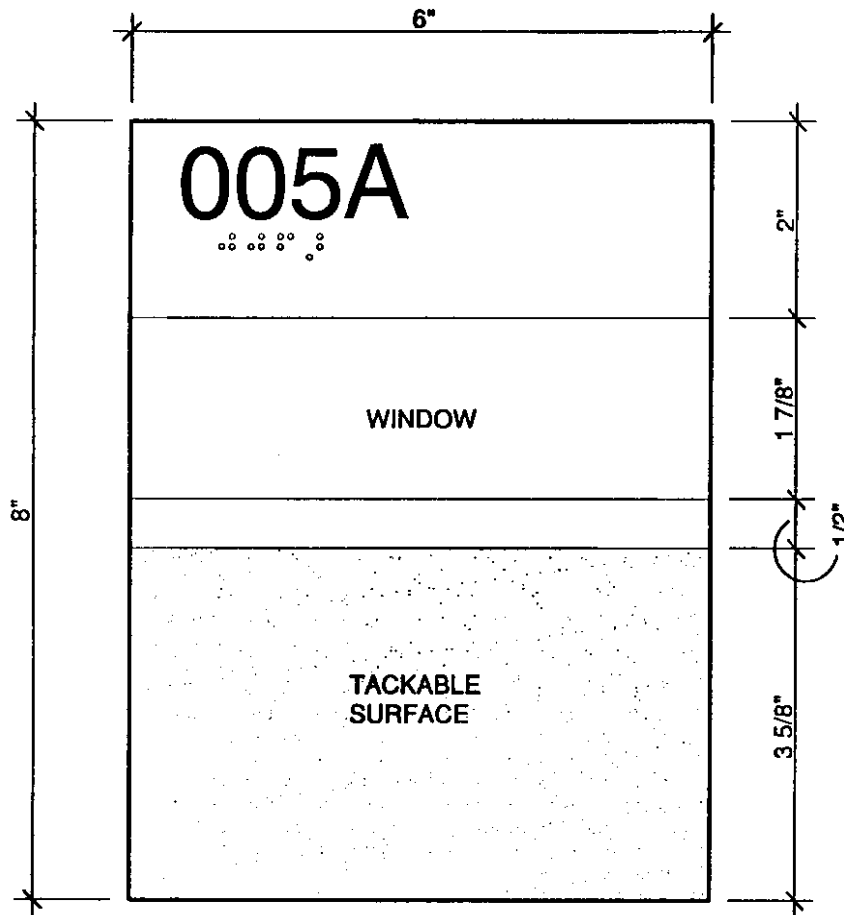 6"
005A
2"
WINDOW
1 7/8"
8"
1/2"
TACKABLE
SURFACE
3 5/8"